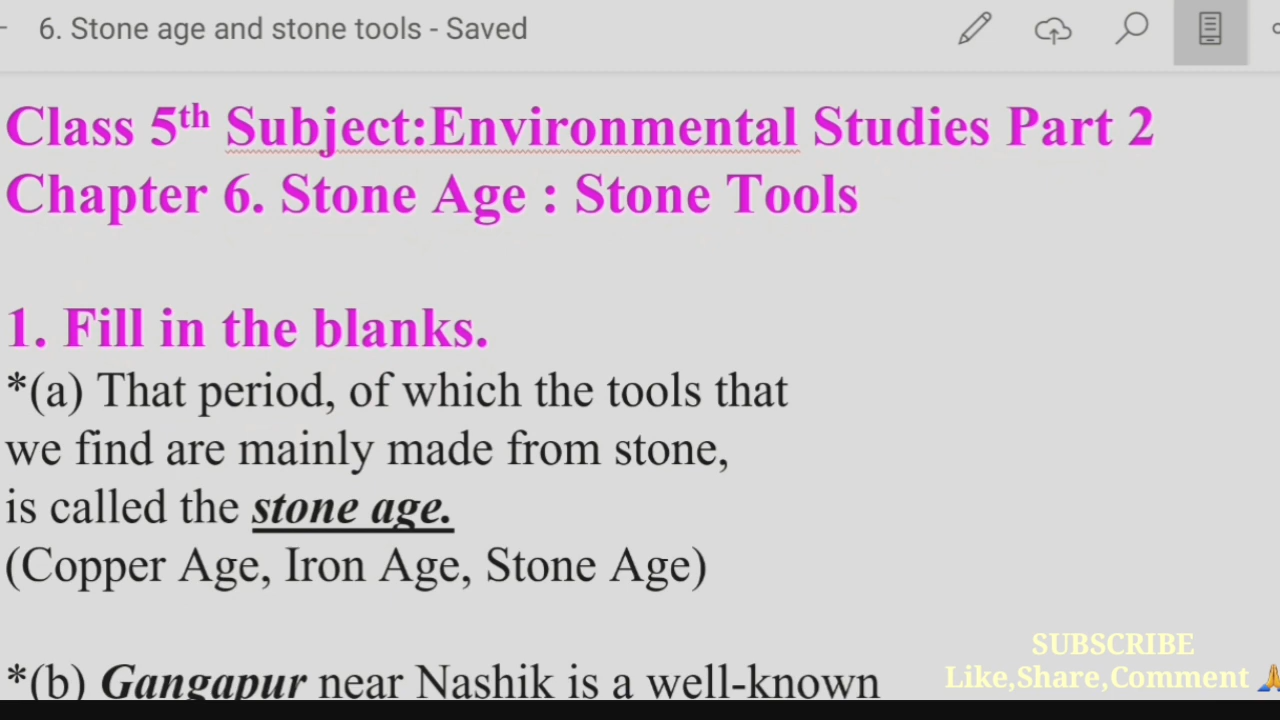 6. Stone age and stone tools - Saved
Class 5th Subject:Environmental Studies Part 2
Chapter 6. Stone Age : Stone Tools
1. Fill in the blanks.
*(a) That period, of which the tools that
we find are mainly made from stone,
is called the stone age.
(Copper Age, Iron Age, Stone Age)
*(b) Gangapur near Nashik is a well-known
SUBSCRIBE
Like,Share,Comment 🙏